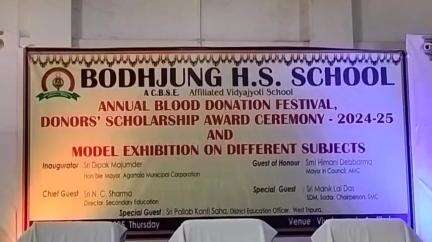 BODHJUNG H.S. SCHOOL
A C.B.S.E. Affiliated Vidyajyoti School
ANNUAL BLOOD DONATION FESTIVAL,
DONORS' SCHOLARSHIP AWARD CEREMONY - 2024-25
AND
MODEL EXHIBITION ON DIFFERENT SUBJECTS
Inaugurator Sri Dipak Majumder Guest of Honour Smt Himani Debbarma
Hon'ble Mayor, Agartala Municipal Corporation Mayor in Council, AMC
Chief Guest Sri N. C. Sharma Special Guest Sri Manik Lal Das
Director, Secondary Education SDM, Sadar, Chairperson, SMC
Special Guest : Sri Pallab Kanti Saha, District Education Officer, West Tripura
Thursday Venue